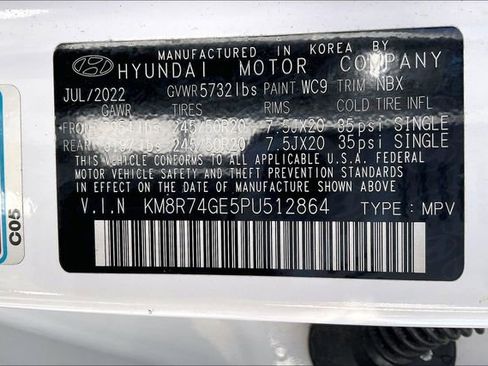 MANUFACTURED IN KOREA BY
HYUNDAI MOTOR COMPANY
JUL/2022 GVWR5732lbs PAINT WC9 TRIM NBX
GAWR TIRES RIMS COLD TIRE INFL
245/50R20 7.5JX20 35psi SINGLE
REAR 245/50R20 7.5JX20 35psi SINGLE
THIS VEHICLE CONFORMS TO ALL APPLICABLE U.S.A. FEDERAL
MOTOR VEHICLE SAFETY AND THEFT PREVENTION STANDARDS
IN EFFECT ON THE DATE OF MANUFACTURE SHOWN ABOVE.
V.I.N KM8R74GE5PU512864 TYPE : MPV
C05